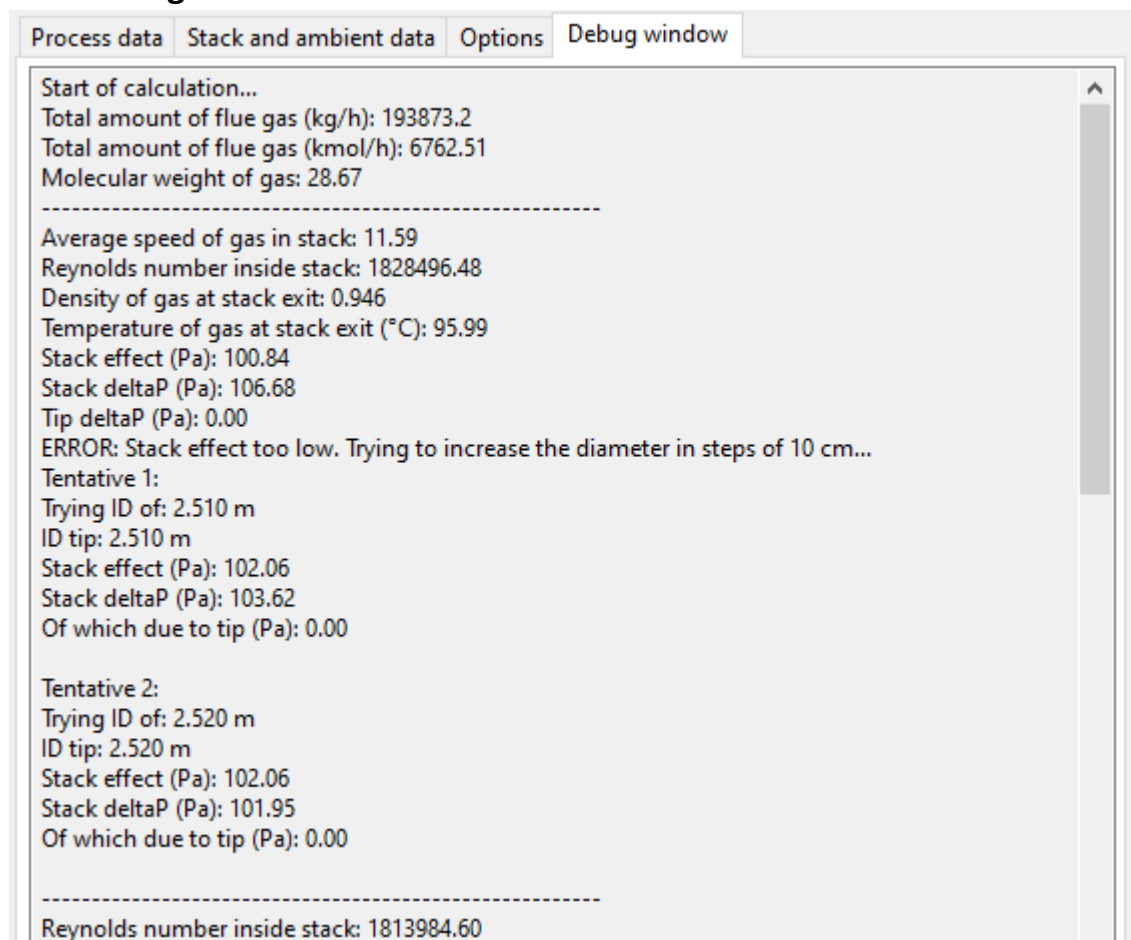 Process data Stack and ambient data Options Debug window
Start of calculation...
Total amount of flue gas (kg/h): 193873.2
Total amount of flue gas (kmol/h): 6762.51
Molecular weight of gas: 28.67
--------------------------------------------------------
Average speed of gas in stack: 11.59
Reynolds number inside stack: 1828496.48
Density of gas at stack exit: 0.946
Temperature of gas at stack exit (°C): 95.99
Stack effect (Pa): 100.84
Stack deltaP (Pa): 106.68
Tip deltaP (Pa): 0.00
ERROR: Stack effect too low. Trying to increase the diameter in steps of 10 cm...
Tentative 1:
Trying ID of: 2.510 m
ID tip: 2.510 m
Stack effect (Pa): 102.06
Stack deltaP (Pa): 103.62
Of which due to tip (Pa): 0.00
Tentative 2:
Trying ID of: 2.520 m
ID tip: 2.520 m
Stack effect (Pa): 102.06
Stack deltaP (Pa): 101.95
Of which due to tip (Pa): 0.00
--------------------------------------------------------
Reynolds number inside stack: 1813984.60